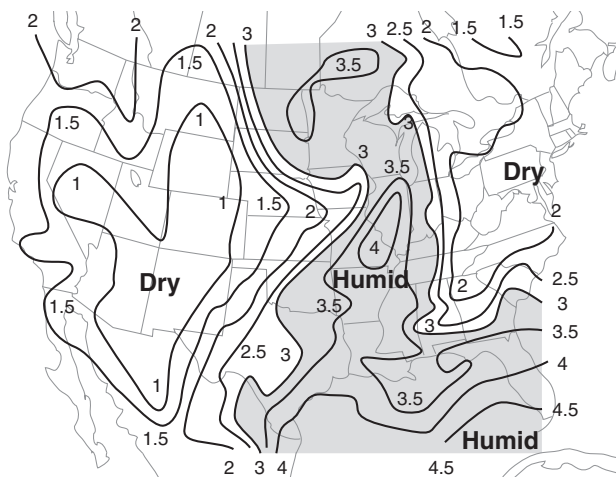 2 2 2 3 3 2.5 2 1.5 1.5
1.5 3.5
1.5 1 3
3 3.5 Dry
1 1 1.5 2 2
4
Dry Humid 2 2.5
1.5 3.5 3
3 3.5
2.5 3 4
1 3.5
4.5
1.5 Humid
2 3 4 4.5